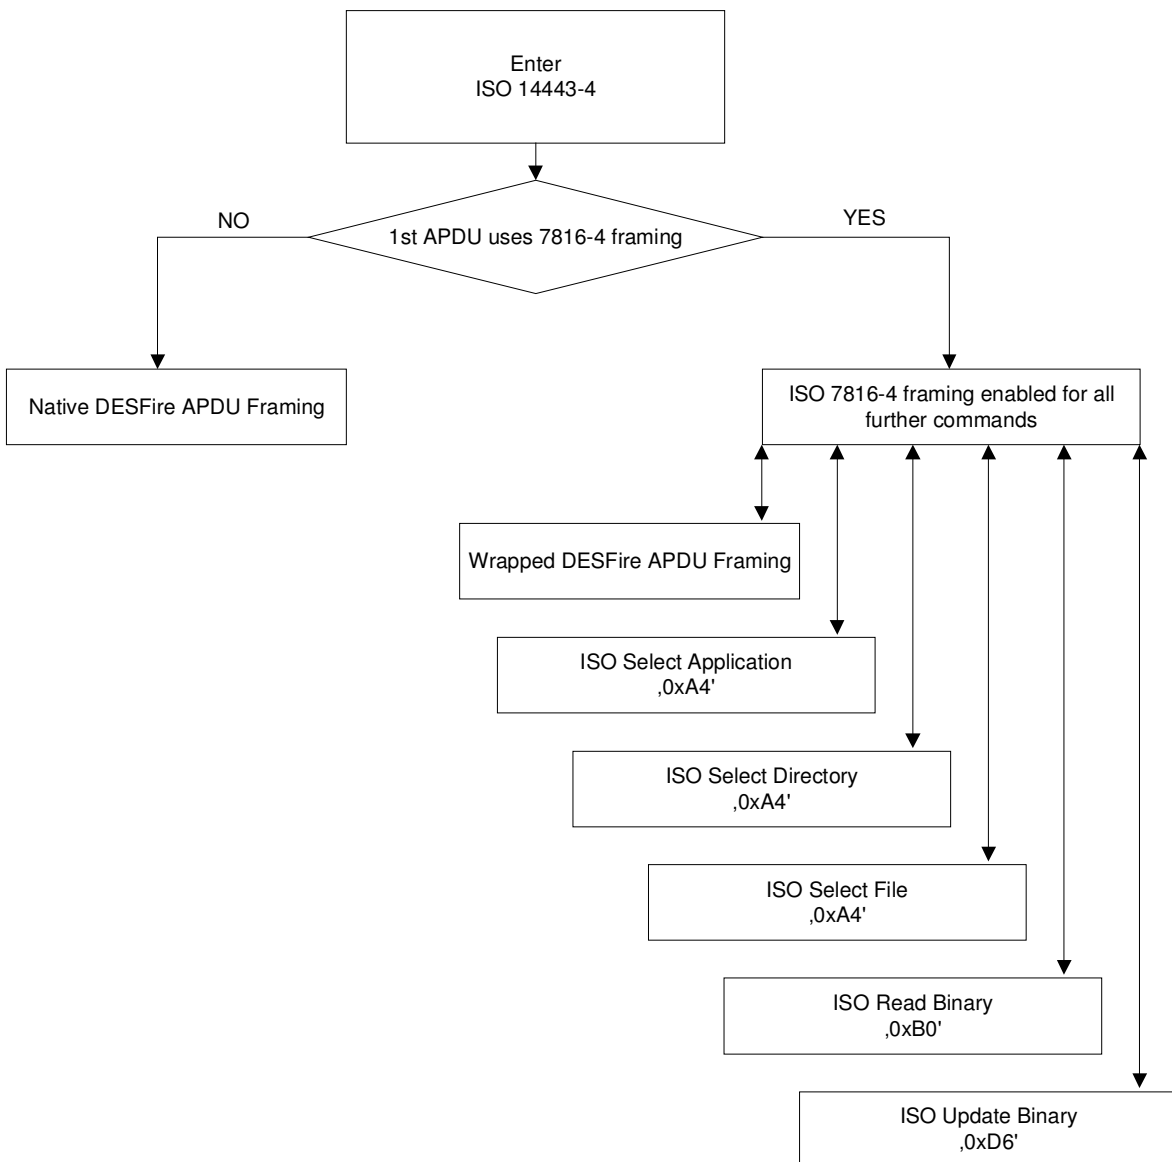 Enter
ISO 14443-4
NO
1st APDU uses 7816-4 framing
YES
Native DESFire APDU Framing
ISO 7816-4 framing enabled for all
further commands
Wrapped DESFire APDU Framing
ISO Select Application
‚0xA4'
ISO Select Directory
‚0xA4'
ISO Select File
‚0xA4'
ISO Read Binary
‚0xB0'
ISO Update Binary
‚0xD6'